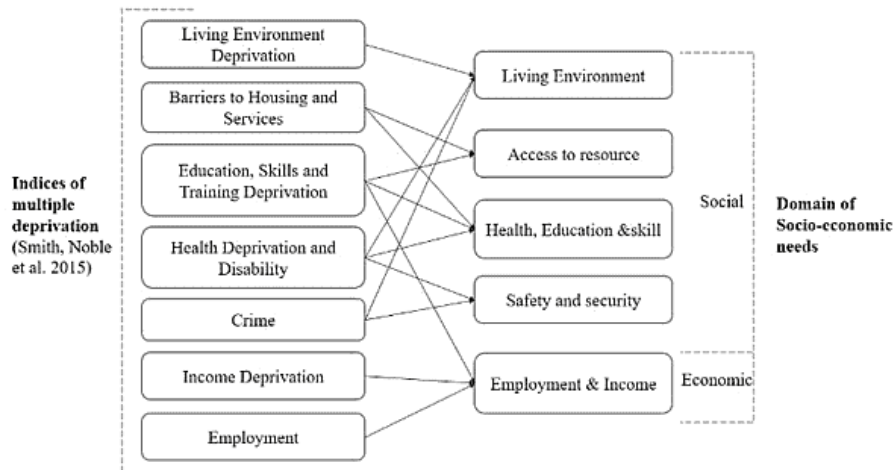 Indices of
multiple
deprivation
(Smith, Noble
et al. 2015)
Living Environment
Deprivation
Barriers to Housing and
Services
Education, Skills and
Training Deprivation
Health Deprivation and
Disability
Crime
Income Deprivation
Employment
Living Environment
Access to resource
Health, Education &skill
Safety and security
Employment & Income
Social
Economic
Domain of
Socio-economic
needs